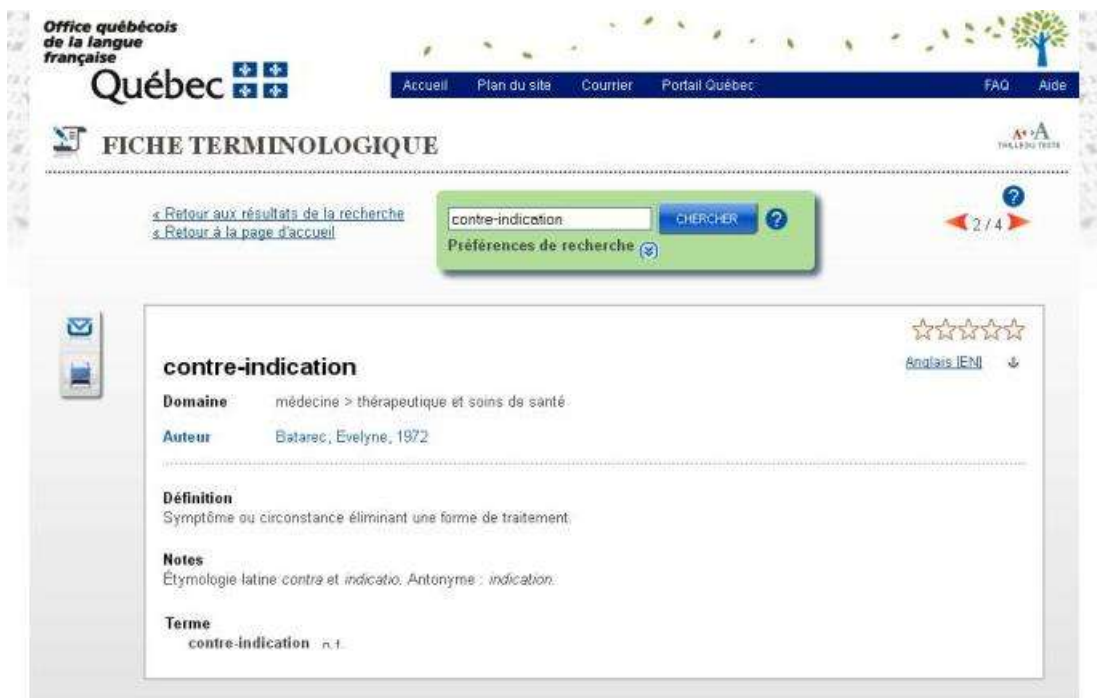 Office québécois
de la langue
française
Québec
Accueil Plan du site Courrier Portail Québec FAQ Aide
FICHE TERMINOLOGIQUE
A A
TAILLE DU TEXTE
« Retour aux résultats de la recherche
« Retour à la page d'accueil
contre-indication CHERCHER ?
Préférences de recherche
?
2 / 4
contre-indication
Anglais [EN]
Domaine médecine > thérapeutique et soins de santé
Auteur Batarec, Evelyne, 1972
Définition
Symptôme ou circonstance éliminant une forme de traitement.
Notes
Étymologie latine contra et indicatio. Antonyme : indication.
Terme
contre-indication n. f.